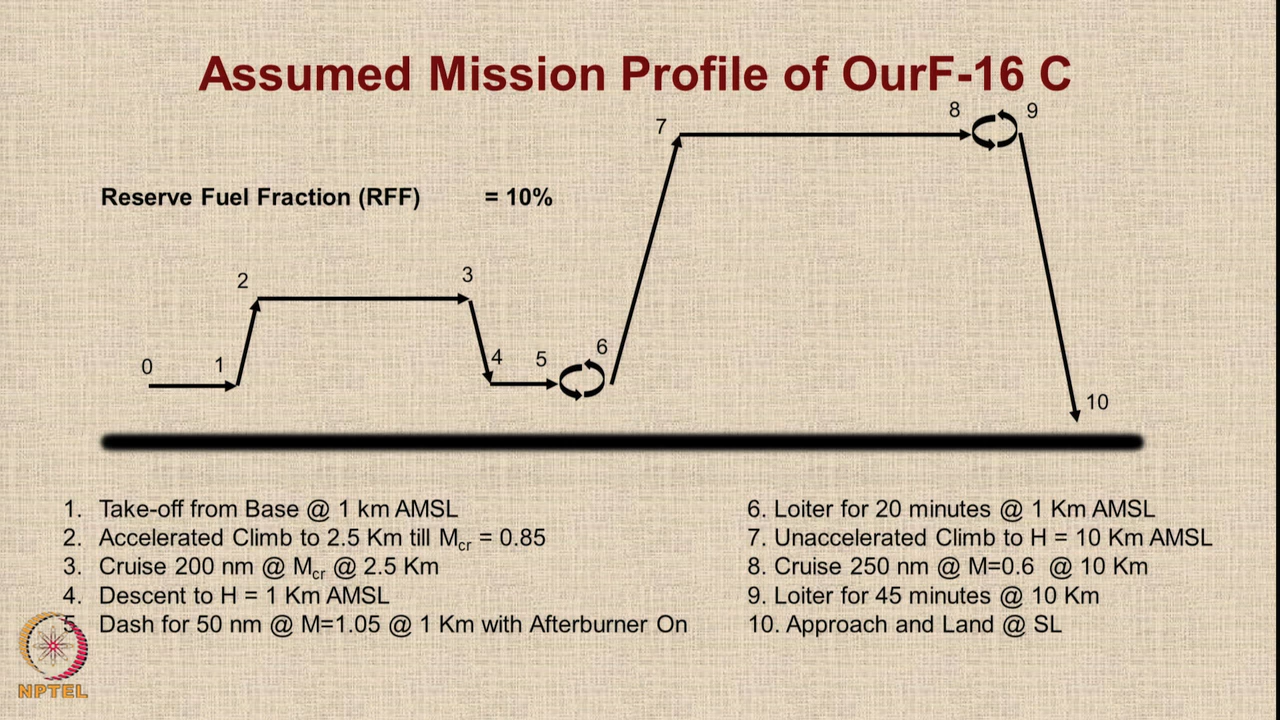 Assumed Mission Profile of OurF-16 C
8
9
7
Reserve Fuel Fraction (RFF) = 10%
2
3
0
1
4
5
6
10
1. Take-off from Base @ 1 km AMSL
2. Accelerated Climb to 2.5 Km till Mcr = 0.85
3. Cruise 200 nm @ Mcr @ 2.5 Km
4. Descent to H = 1 Km AMSL
5. Dash for 50 nm @ M=1.05 @ 1 Km with Afterburner On
6. Loiter for 20 minutes @ 1 Km AMSL
7. Unaccelerated Climb to H = 10 Km AMSL
8. Cruise 250 nm @ M=0.6 @ 10 Km
9. Loiter for 45 minutes @ 10 Km
10. Approach and Land @ SL
NPTEL